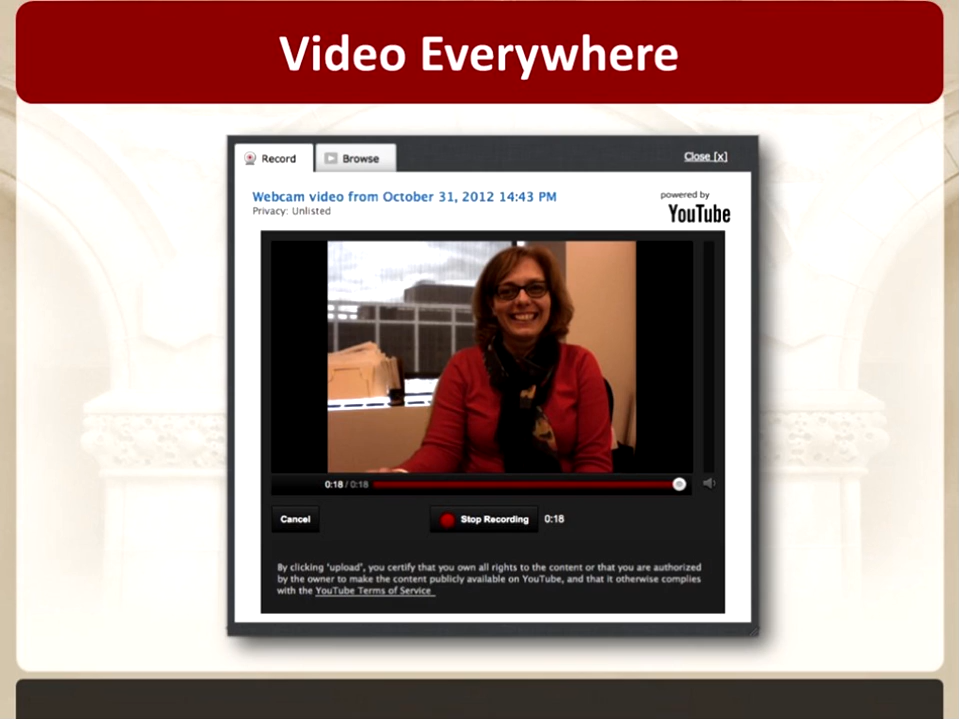 Video Everywhere
Record
Browse
Close [x]
Webcam video from October 31, 2012 14:43 PM
Privacy: Unlisted
powered by
YouTube
0:18 / 0:18
Cancel
Stop Recording
0:18
By clicking 'upload', you certify that you own all rights to the content or that you are authorized
by the owner to make the content publicly available on YouTube, and that it otherwise complies
with the YouTube Terms of Service